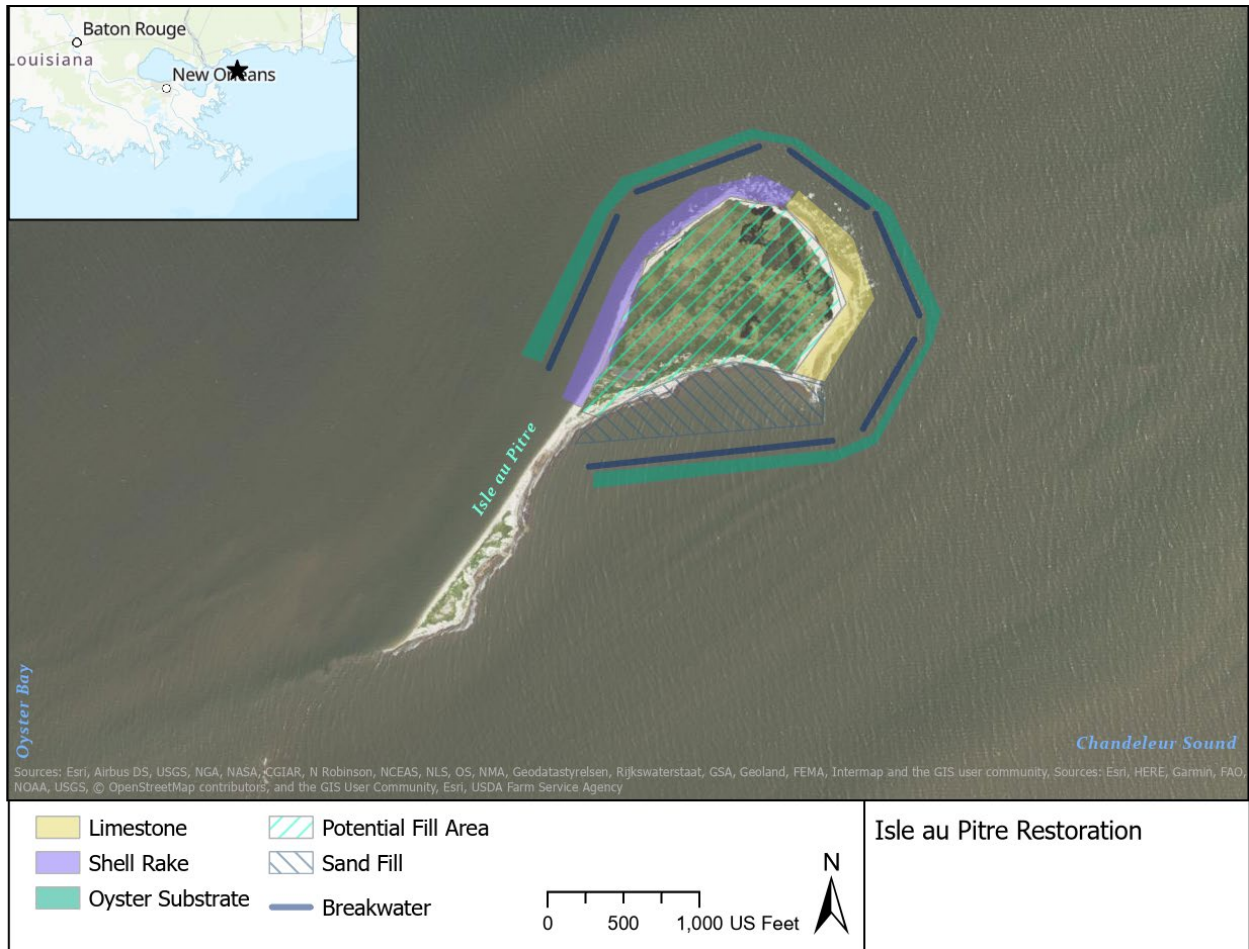 Baton Rouge
Louisiana
New Orleans
Isle au Pitre
Oyster Bay
Chandeleur Sound
Sources: Esri, Airbus DS, USGS, NGA, NASA, CGIAR, N Robinson, NCEAS, NLS, OS, NMA, Geodatastyrelsen, Rijkswaterstaat, GSA, Geoland, FEMA, Intermap and the GIS user community, Sources: Esri, HERE, Garmin, FAO,
NOAA, USGS, © OpenStreetMap contributors, and the GIS User Community, Esri, USDA Farm Service Agency
Limestone
Shell Rake
Oyster Substrate
Potential Fill Area
Sand Fill
Breakwater
0 500 1,000 US Feet
N
Isle au Pitre Restoration